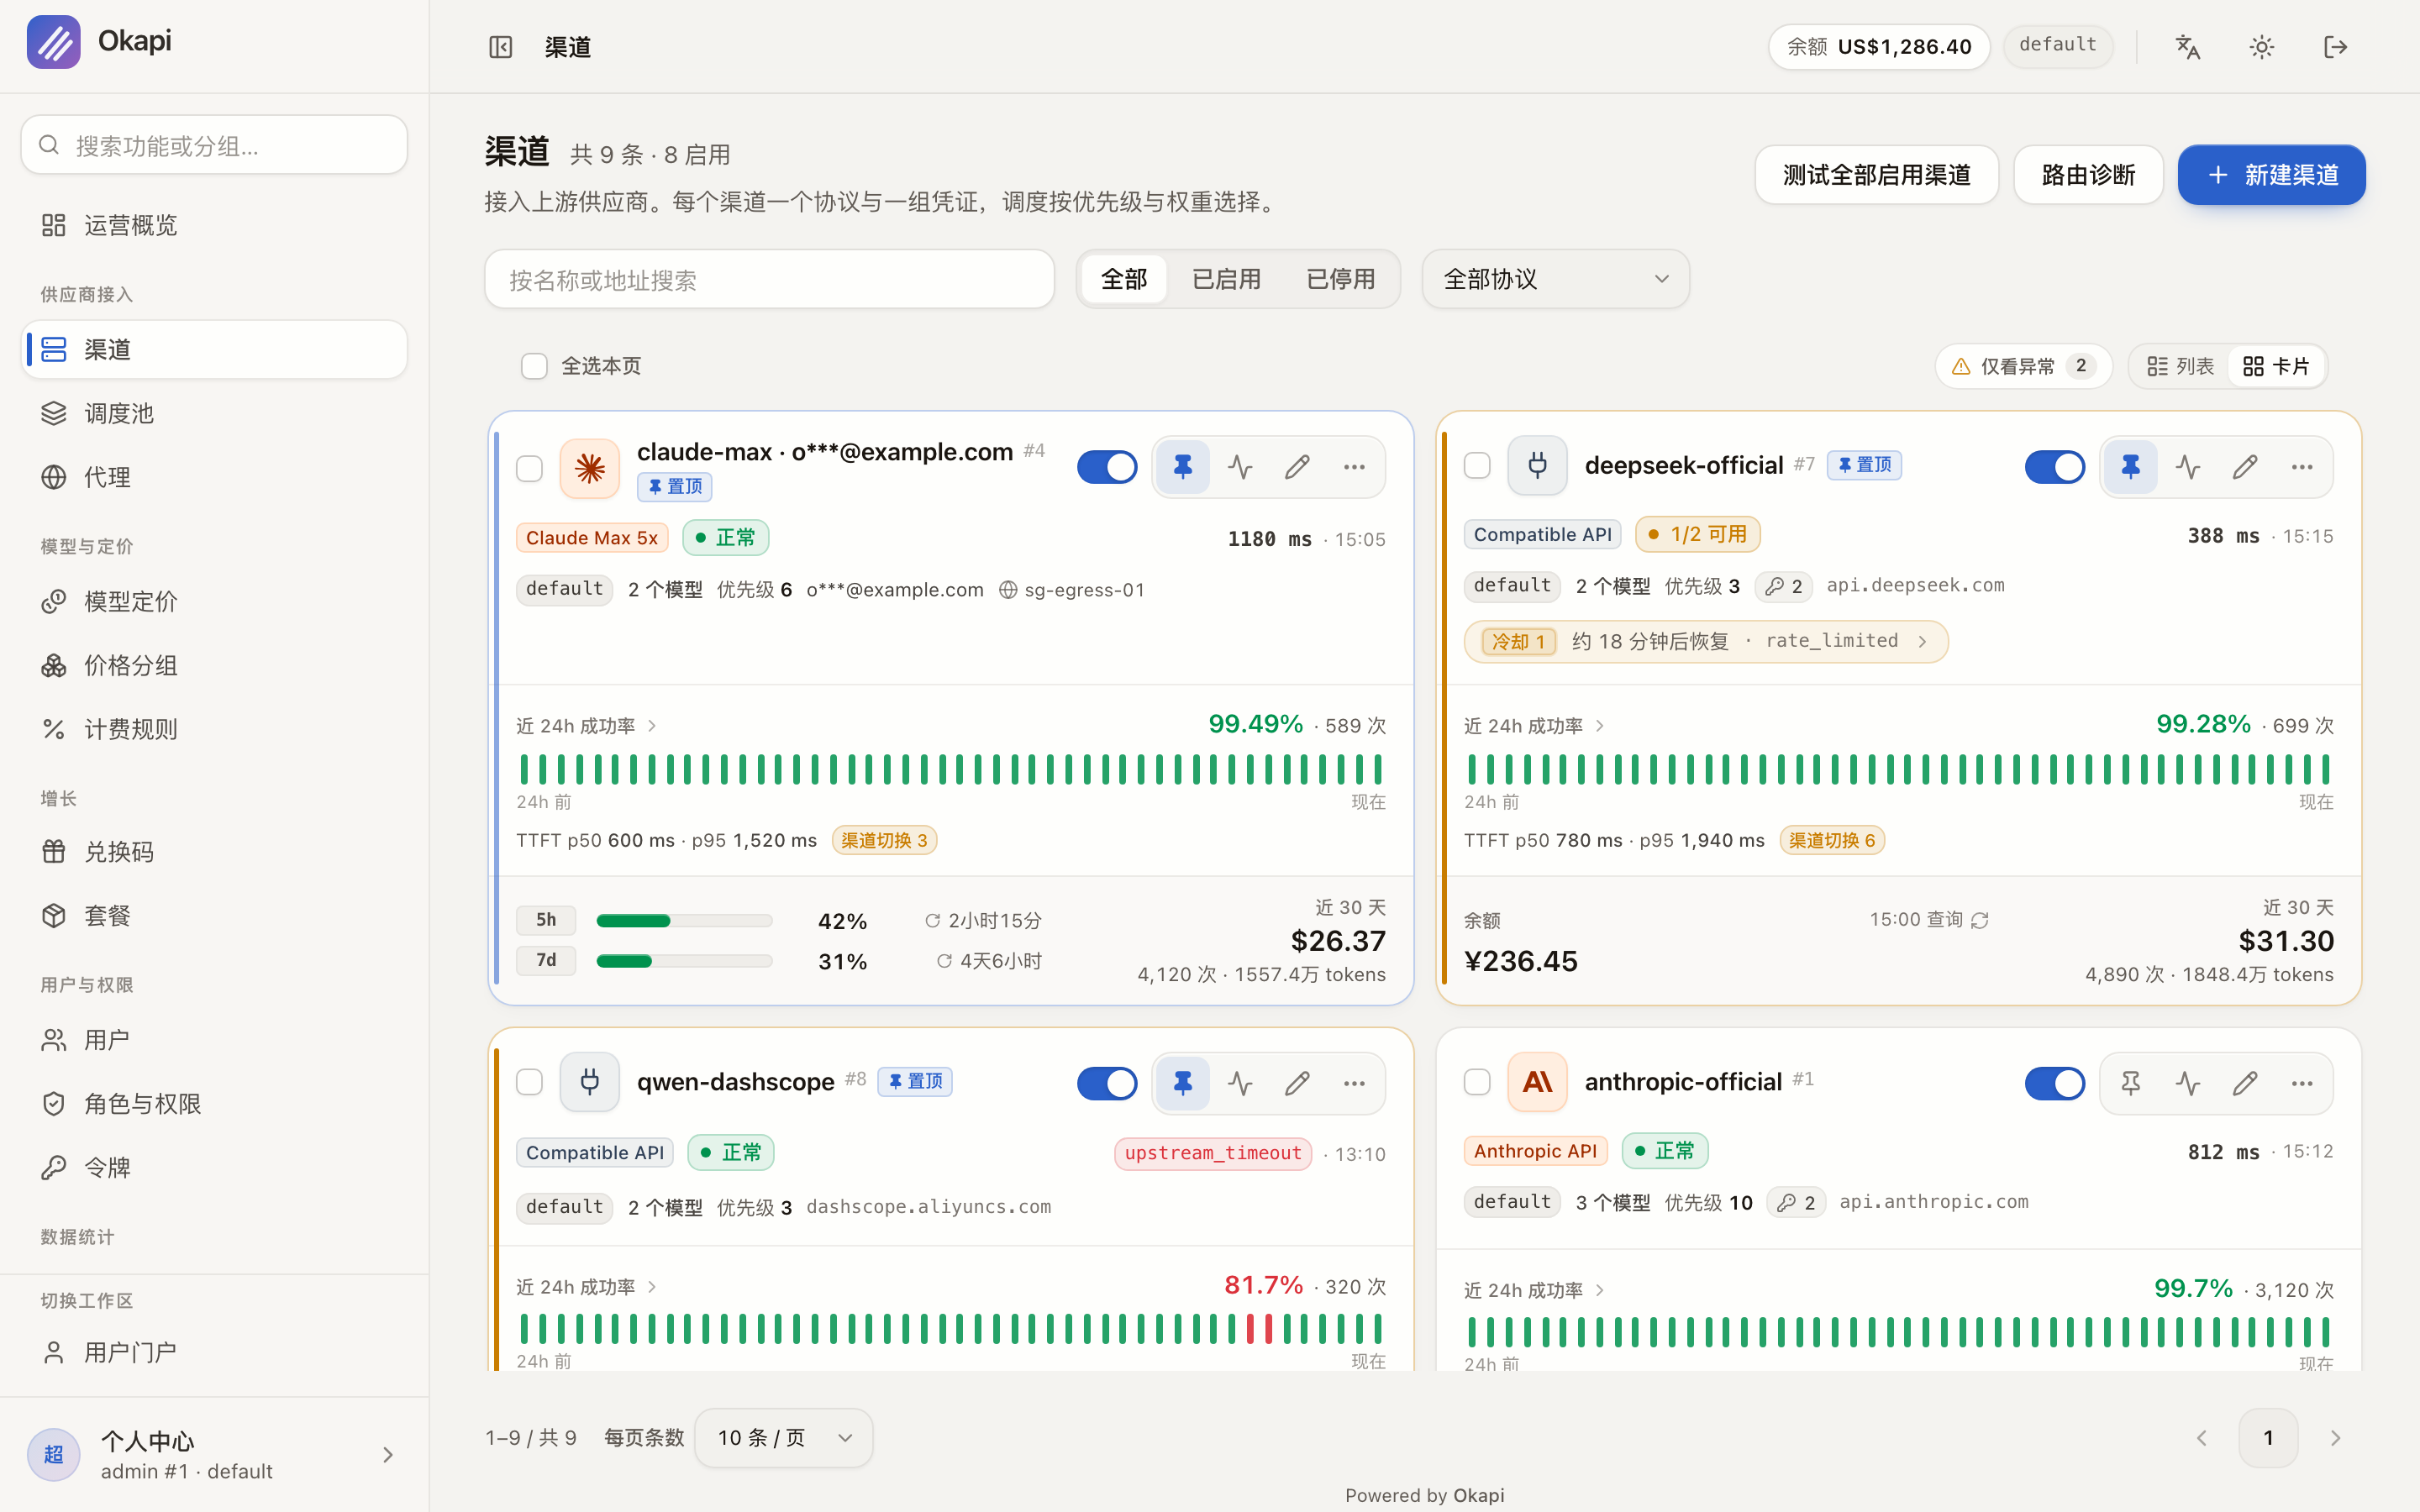 Okapi
搜索功能或分组...
运营概览
供应商接入
渠道
调度池
代理
模型与定价
模型定价
价格分组
计费规则
增长
兑换码
套餐
用户与权限
用户
角色与权限
令牌
数据统计
切换工作区
用户门户
超
个人中心
admin #1 · default
渠道
余额 US$1,286.40
default
渠道 共 9 条 · 8 启用
接入上游供应商。每个渠道一个协议与一组凭证，调度按优先级与权重选择。
测试全部启用渠道
路由诊断
新建渠道
按名称或地址搜索
全部 已启用 已停用
全部协议
全选本页
仅看异常 2
列表 卡片
claude-max · o***@example.com #4
置顶
Claude Max 5x 正常 1180 ms · 15:05
default 2 个模型 优先级 6 o***@example.com sg-egress-01
近 24h 成功率 99.49% · 589 次
24h 前 现在
TTFT p50 600 ms · p95 1,520 ms 渠道切换 3
5h 42% 2小时15分
7d 31% 4天6小时
近 30 天
$26.37
4,120 次 · 1557.4万 tokens
deepseek-official #7 置顶
Compatible API 1/2 可用 388 ms · 15:15
default 2 个模型 优先级 3 2 api.deepseek.com
冷却 1 约 18 分钟后恢复 · rate_limited
近 24h 成功率 99.28% · 699 次
24h 前 现在
TTFT p50 780 ms · p95 1,940 ms 渠道切换 6
余额 15:00 查询
¥236.45
近 30 天
$31.30
4,890 次 · 1848.4万 tokens
qwen-dashscope #8 置顶
Compatible API 正常 upstream_timeout · 13:10
default 2 个模型 优先级 3 dashscope.aliyuncs.com
近 24h 成功率 81.7% · 320 次
24h 前 现在
anthropic-official #1
Anthropic API 正常 812 ms · 15:12
default 3 个模型 优先级 10 2 api.anthropic.com
近 24h 成功率 99.7% · 3,120 次
24h 前 现在
1–9 / 共 9 每页条数 10 条 / 页
1
Powered by Okapi